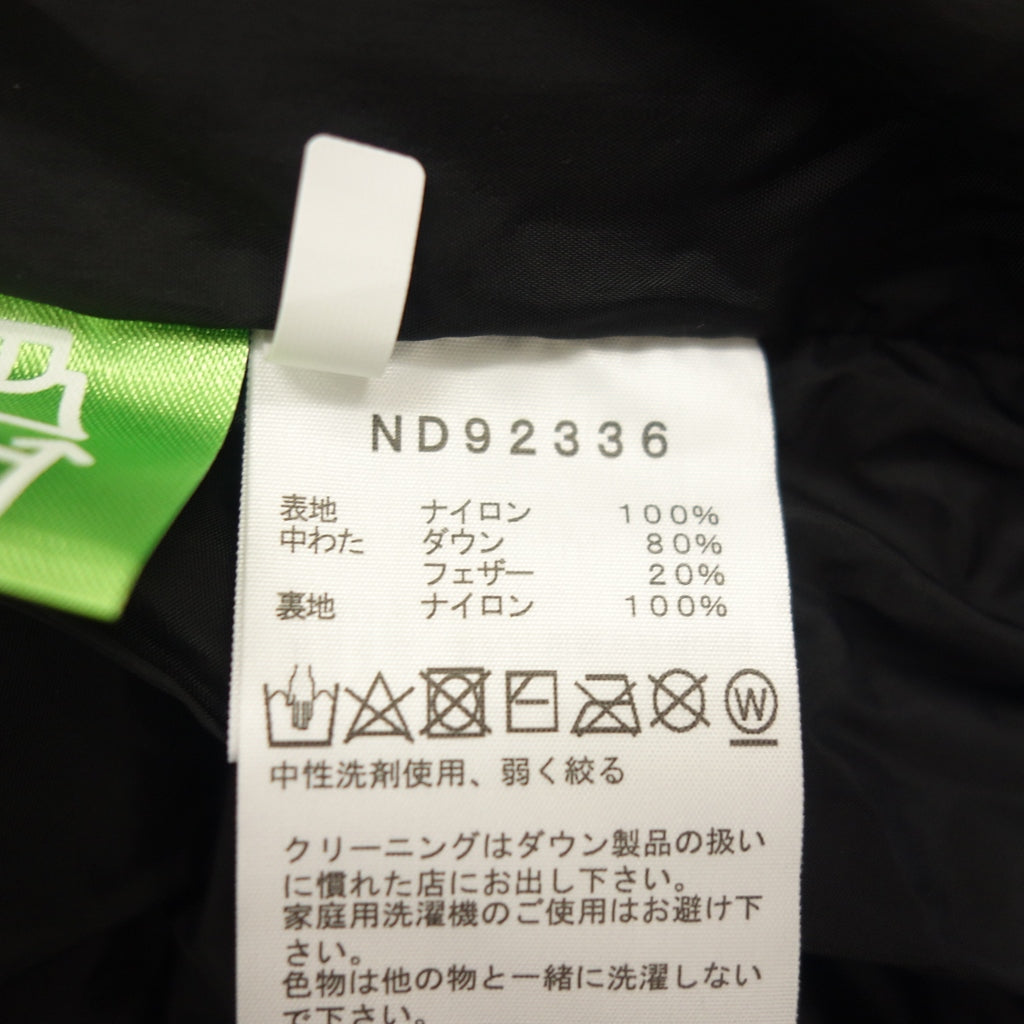 ND92336
表地 ナイロン 100%
中わた ダウン 80%
フェザー 20%
裏地 ナイロン 100%
W
中性洗剤使用、弱く絞る
クリーニングはダウン製品の扱い
に慣れた店にお出し下さい。
家庭用洗濯機のご使用はお避け下
さい。
色物は他の物と一緒に洗濯しない
で下さい。